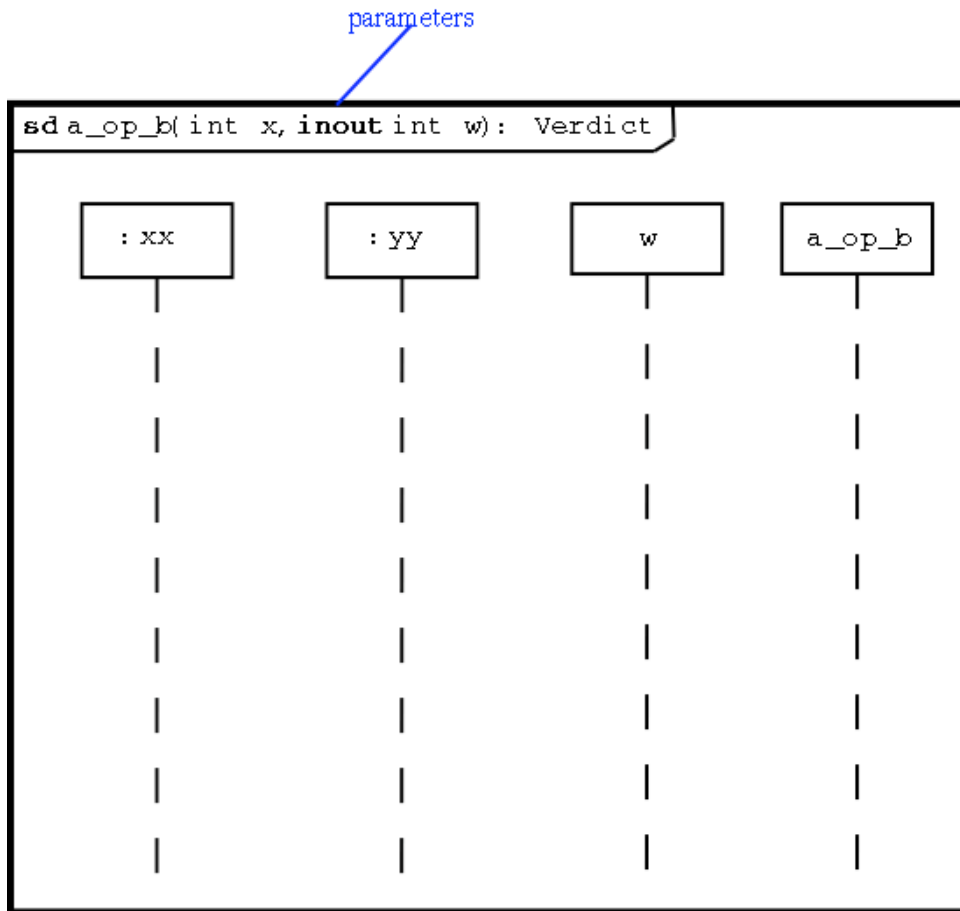 parameters
sd a_op_b( int x, inout int w): Verdict
: xx : yy w a_op_b